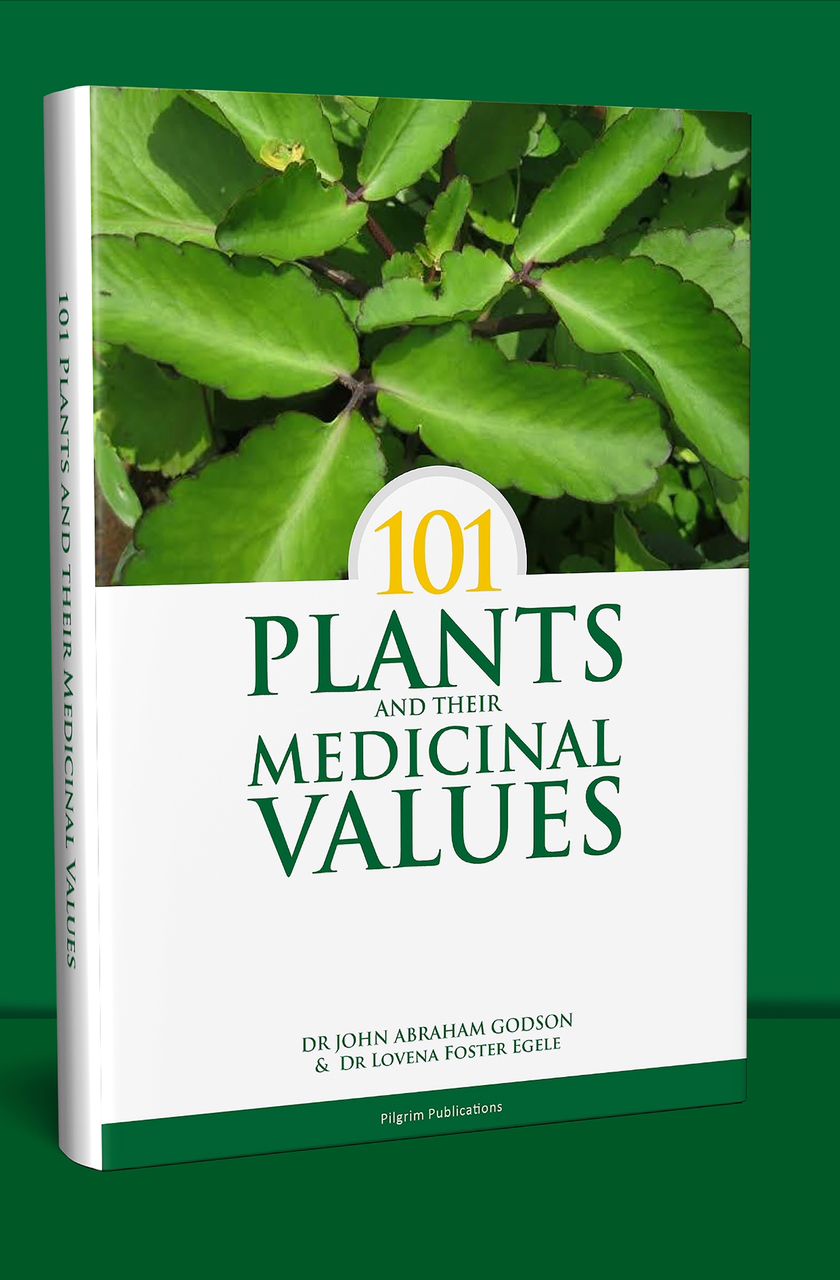 101 PLANTS AND THEIR MEDICINAL VALUES
101
PLANTS
AND THEIR
MEDICINAL
VALUES
DR JOHN ABRAHAM GODSON
& DR LOVENA FOSTER EGELE
Pilgrim Publications